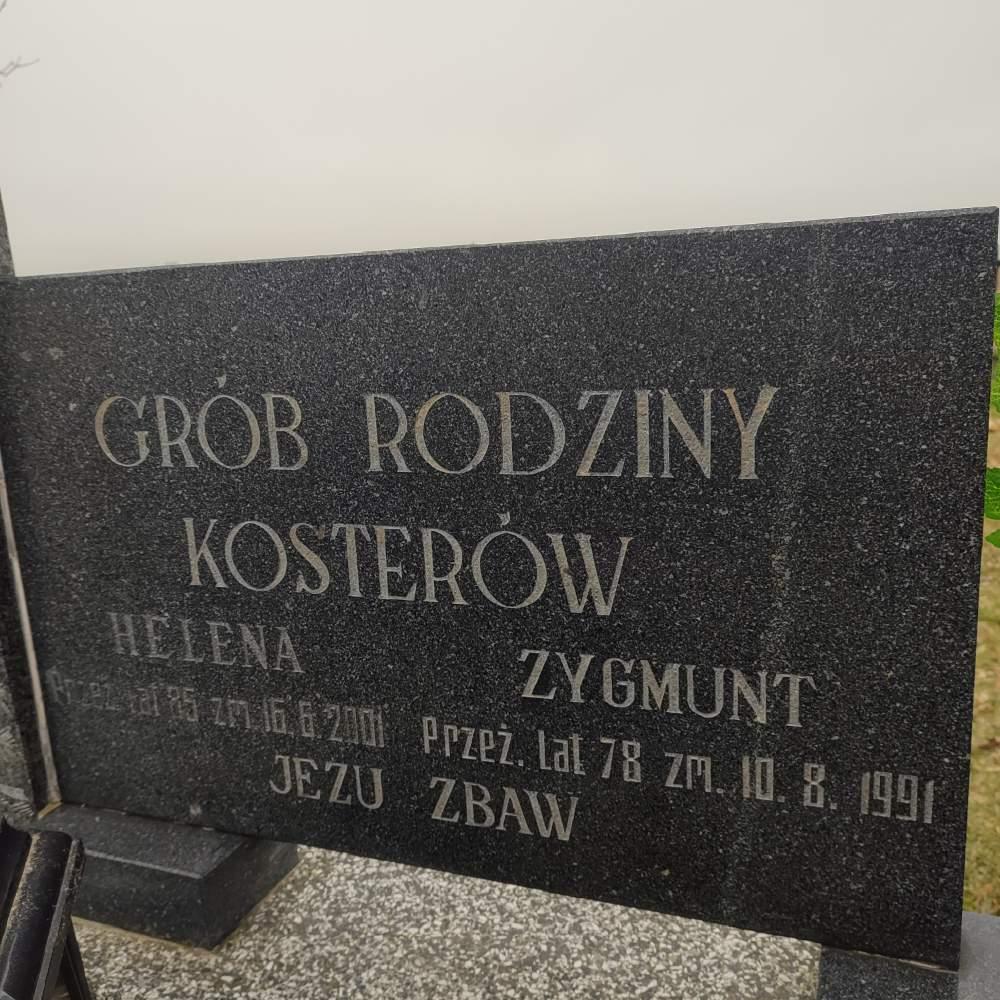 GRÓB RODZINY
KOSTERÓW
HELENA
Przeż. lat 85 zm. 16. 6. 2001
ZYGMUNT
Przeż. lat 78 zm. 10. 8. 1991
JEZU ZBAW